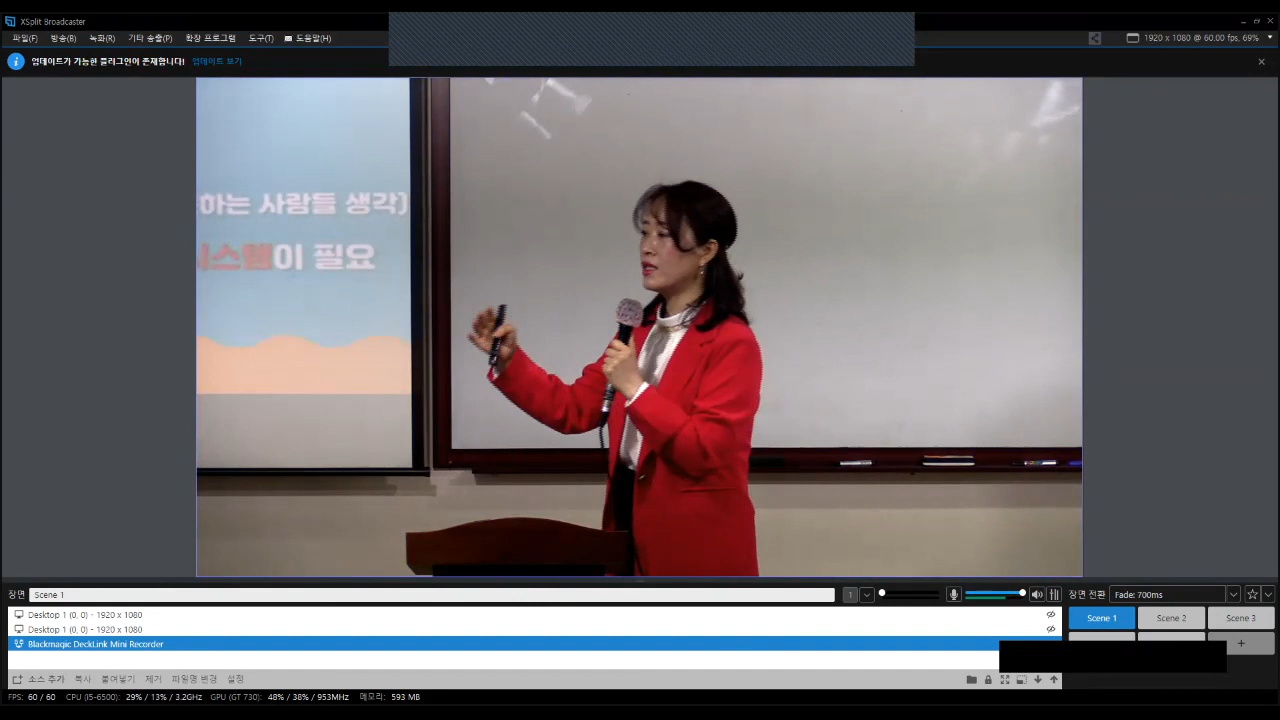 XSplit Broadcaster
파일(F) 방송(B) 녹화(R) 기타 송출(P) 확장 프로그램 도구(T) 도움말(H)
1920 x 1080 @ 60.00 fps, 69%
업데이트가 가능한 플러그인이 존재합니다! 업데이트 보기
하는 사람들 생각]
시스템이 필요
장면 Scene 1
1
장면 전환 Fade: 700ms
Desktop 1 (0, 0) - 1920 x 1080
Desktop 1 (0, 0) - 1920 x 1080
Blackmagic DeckLink Mini Recorder
Scene 1 Scene 2 Scene 3
+
소스 추가 복사 붙여넣기 제거 파일명 변경 설정
FPS: 60 / 60 CPU (i5-6500): 29% / 13% / 3.2GHz GPU (GT 730): 48% / 38% / 953MHz 메모리: 593 MB